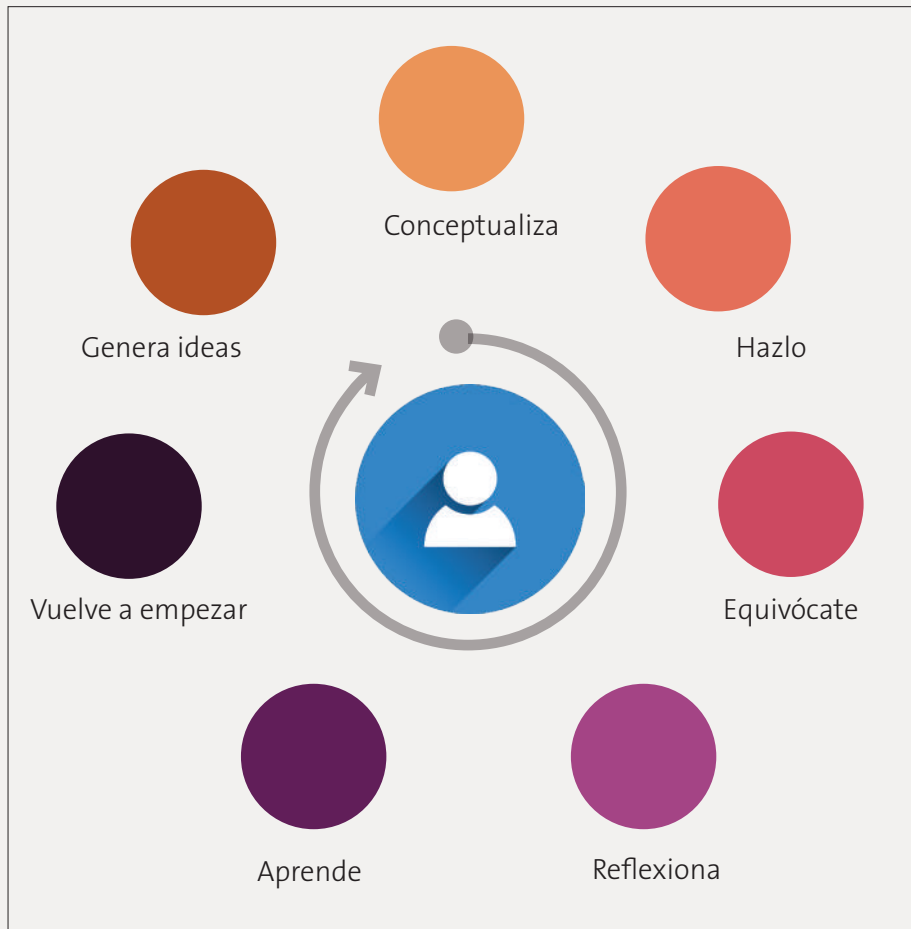 Conceptualiza
Hazlo
Equivócate
Reflexiona
Aprende
Vuelve a empezar
Genera ideas